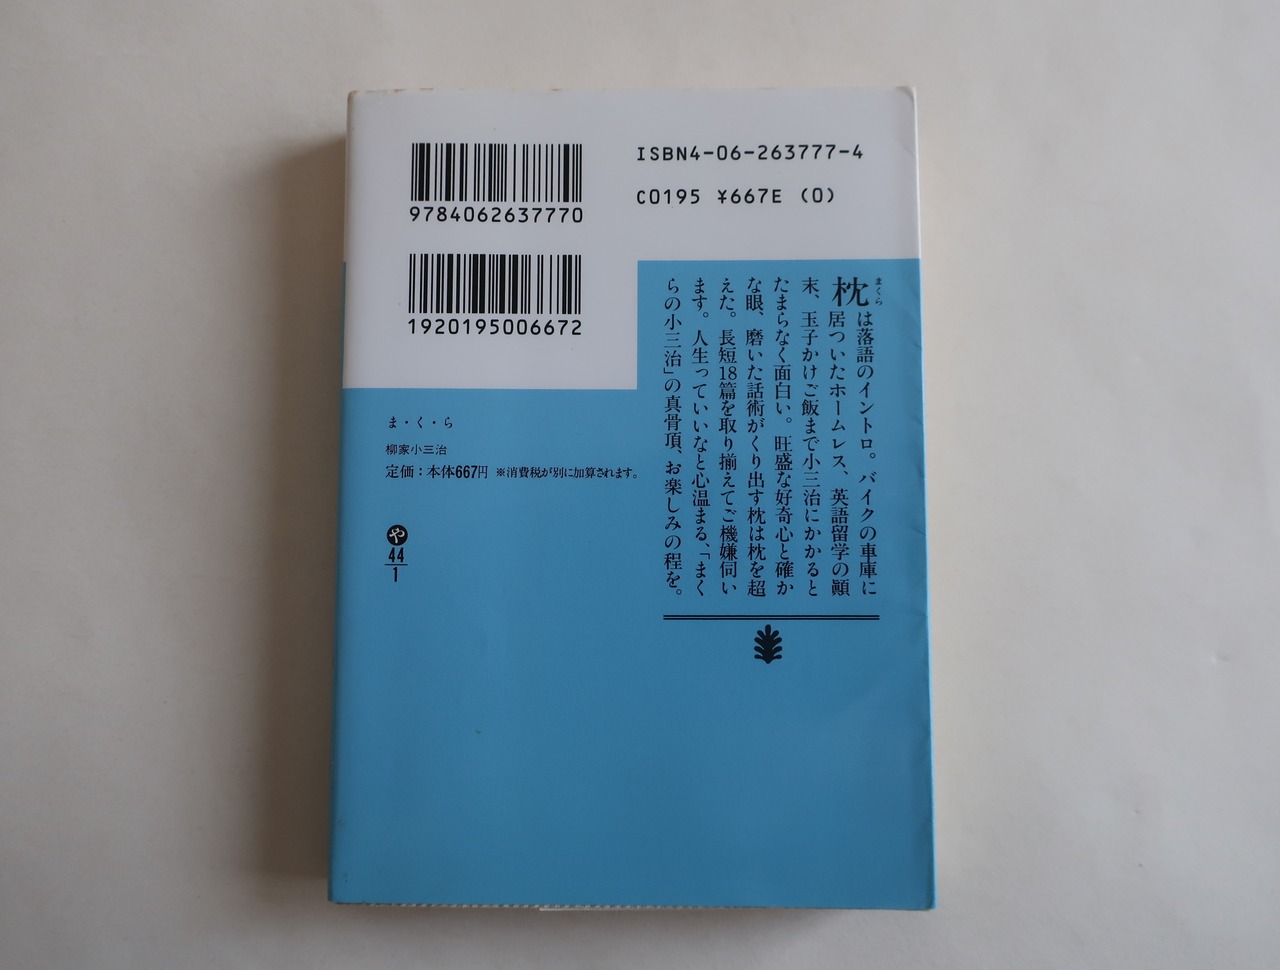 9784062637770
1920195006672
ISBN4-06-263777-4
C0195 ¥667E (0)
まくら
枕は落語のイントロ。バイクの車庫に
居ついたホームレス、英語留学の顚
末、玉子かけご飯まで小三治にかかると
たまらなく面白い。旺盛な好奇心と確か
な眼、磨いた話術がくり出す枕は枕を超
えた。長短18篇を取り揃えてご機嫌伺い
ます。人生っていいなと心温まる、「まく
らの小三治」の真骨頂、お楽しみの程を。
ま・く・ら
柳家小三治
定価：本体667円 ※消費税が別に加算されます。
や
44
1